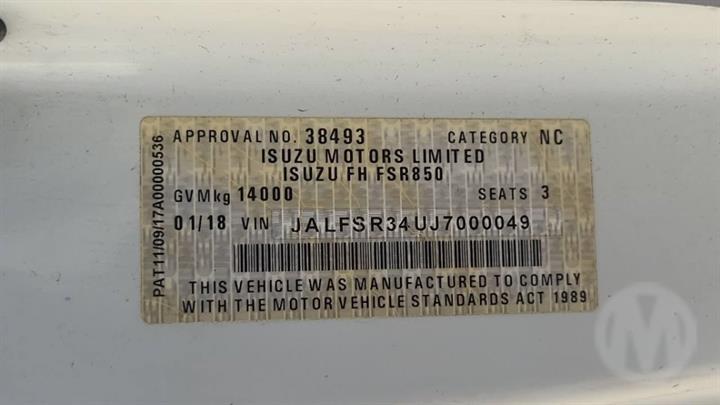 PAT11/09/17A00000536
APPROVAL NO. 38493 CATEGORY NC
ISUZU MOTORS LIMITED
ISUZU FH FSR850
GVMkg 14000 SEATS 3
01/18 VIN JALFSR34UJ7000049
THIS VEHICLE WAS MANUFACTURED TO COMPLY
WITH THE MOTOR VEHICLE STANDARDS ACT 1989
M